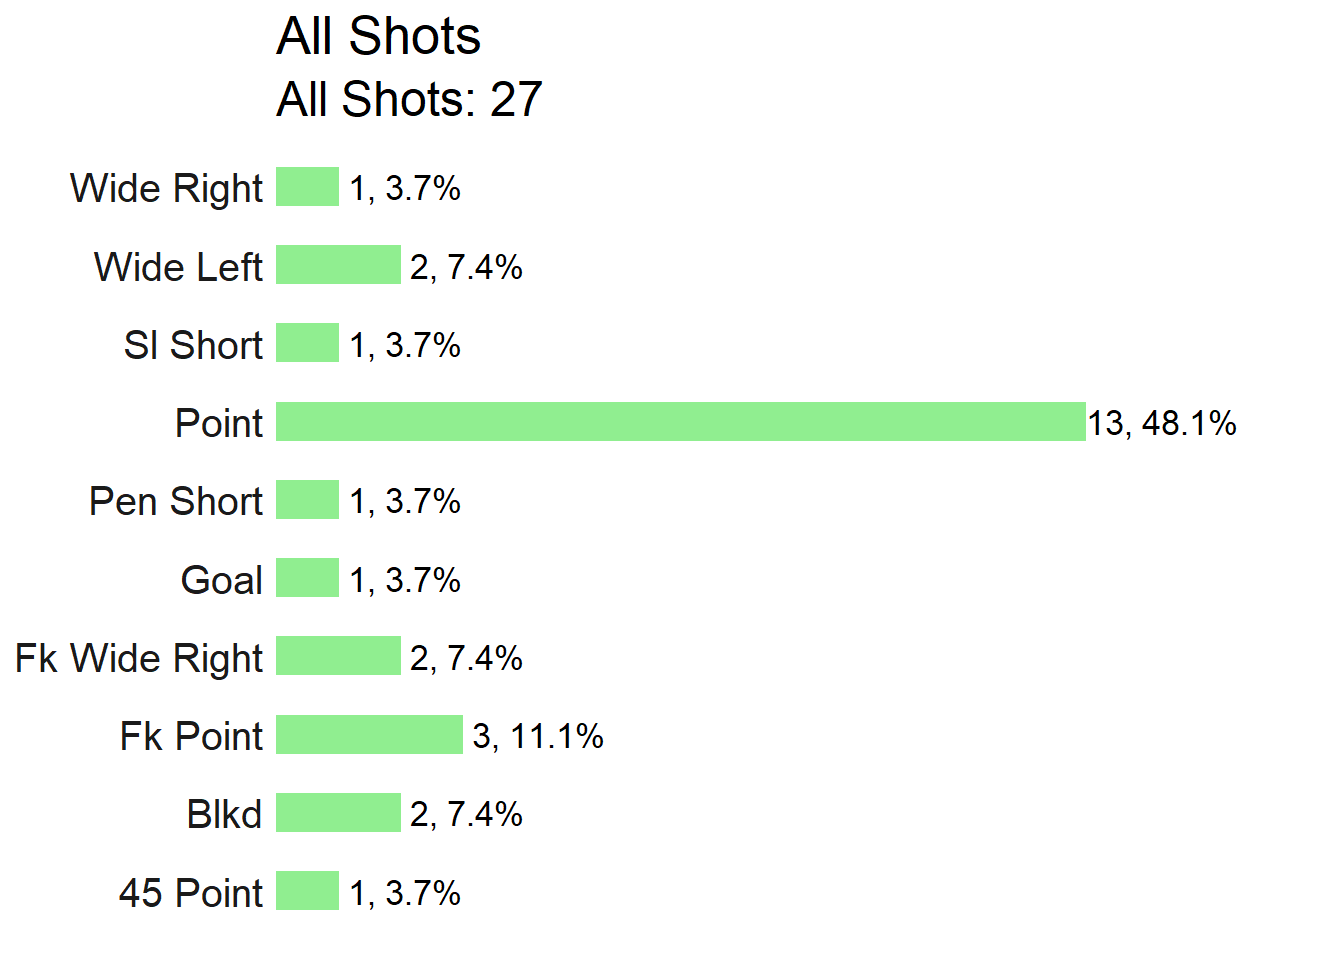 All Shots
All Shots: 27
Wide Right 1, 3.7%
Wide Left 2, 7.4%
Sl Short 1, 3.7%
Point 13, 48.1%
Pen Short 1, 3.7%
Goal 1, 3.7%
Fk Wide Right 2, 7.4%
Fk Point 3, 11.1%
Blkd 2, 7.4%
45 Point 1, 3.7%